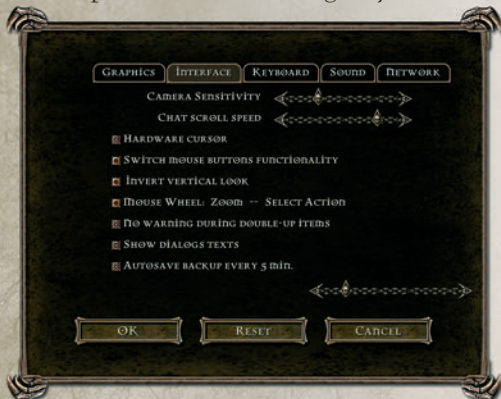 GRAPHICS INTERFACE KEYBOARD SOUND NETWORK
CAMERA SENSITIVITY
CHAT SCROLL SPEED
HARDWARE CURSOR
SWITCH MOUSE BUTTONS FUNCTIONALITY
INVERT VERTICAL LOOK
MOUSE WHEEL: ZOOM -- SELECT ACTION
NO WARNING DURING DOUBLE-UP ITEMS
SHOW DIALOGS TEXTS
AUTOSAVE BACKUP EVERY 5 MIN.
OK RESET CANCEL